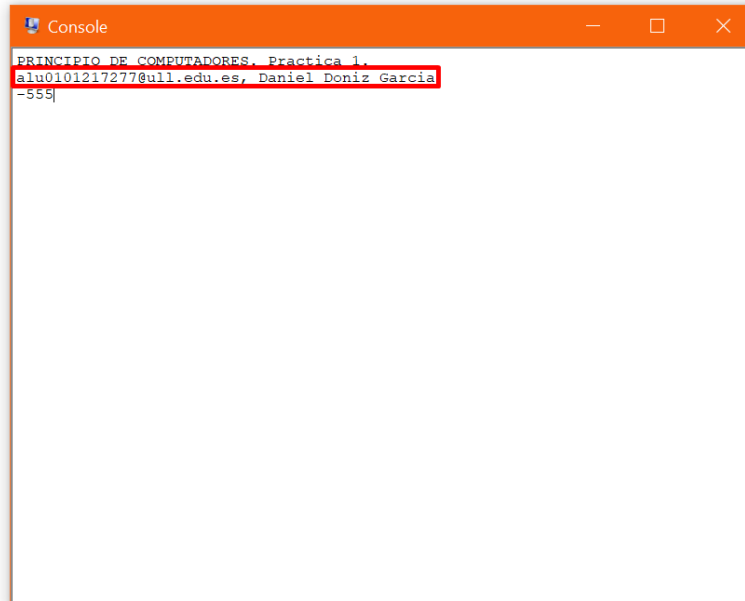 Console
PRINCIPIO DE COMPUTADORES. Practica 1.
alu0101217277@ull.edu.es, Daniel Doniz Garcia
-555